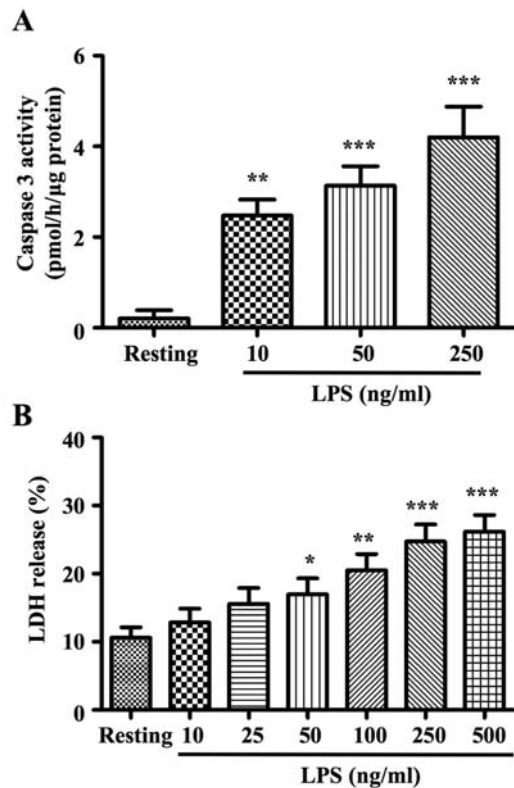 A
Caspase 3 activity
(pmol/h/µg protein)
6
4
2
0
**
***
***
Resting
10
50
250
LPS (ng/ml)
B
LDH release (%)
40
30
20
10
0
*
**
***
***
Resting
10
25
50
100
250
500
LPS (ng/ml)